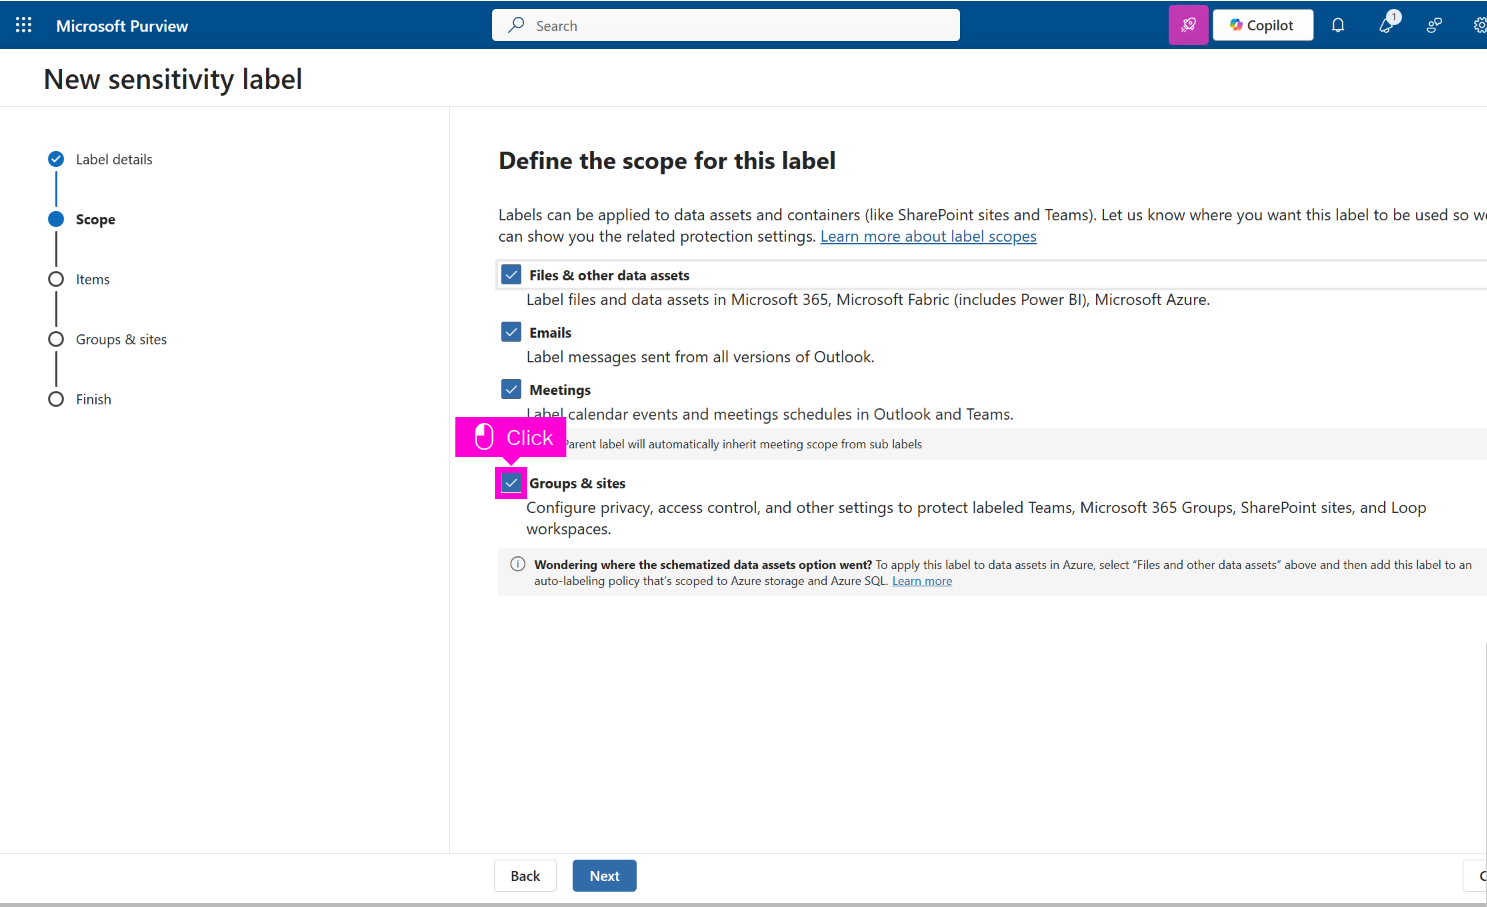 Microsoft Purview
Search
Copilot
1
New sensitivity label
Label details
Scope
Items
Groups & sites
Finish
Define the scope for this label
Labels can be applied to data assets and containers (like SharePoint sites and Teams). Let us know where you want this label to be used so we
can show you the related protection settings. Learn more about label scopes
Files & other data assets
Label files and data assets in Microsoft 365, Microsoft Fabric (includes Power BI), Microsoft Azure.
Emails
Label messages sent from all versions of Outlook.
Meetings
Label calendar events and meetings schedules in Outlook and Teams.
Click
Parent label will automatically inherit meeting scope from sub labels
Groups & sites
Configure privacy, access control, and other settings to protect labeled Teams, Microsoft 365 Groups, SharePoint sites, and Loop
workspaces.
Wondering where the schematized data assets option went? To apply this label to data assets in Azure, select "Files and other data assets" above and then add this label to an
auto-labeling policy that's scoped to Azure storage and Azure SQL. Learn more
Back
Next